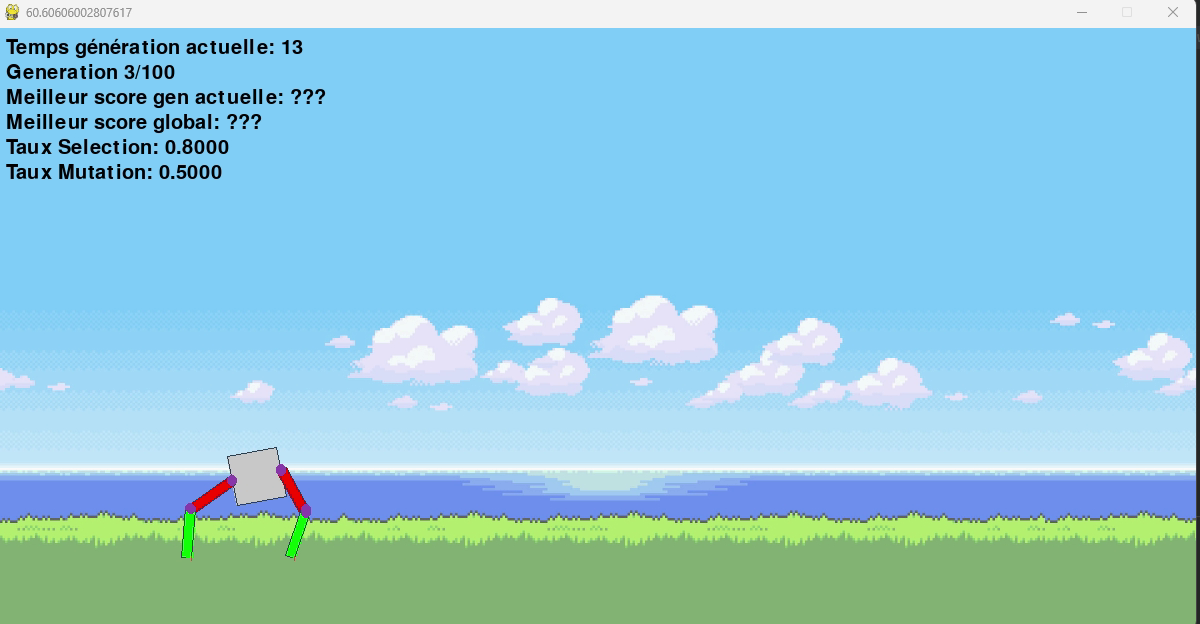 60.60606002807617
Temps génération actuelle: 13
Generation 3/100
Meilleur score gen actuelle: ???
Meilleur score global: ???
Taux Selection: 0.8000
Taux Mutation: 0.5000